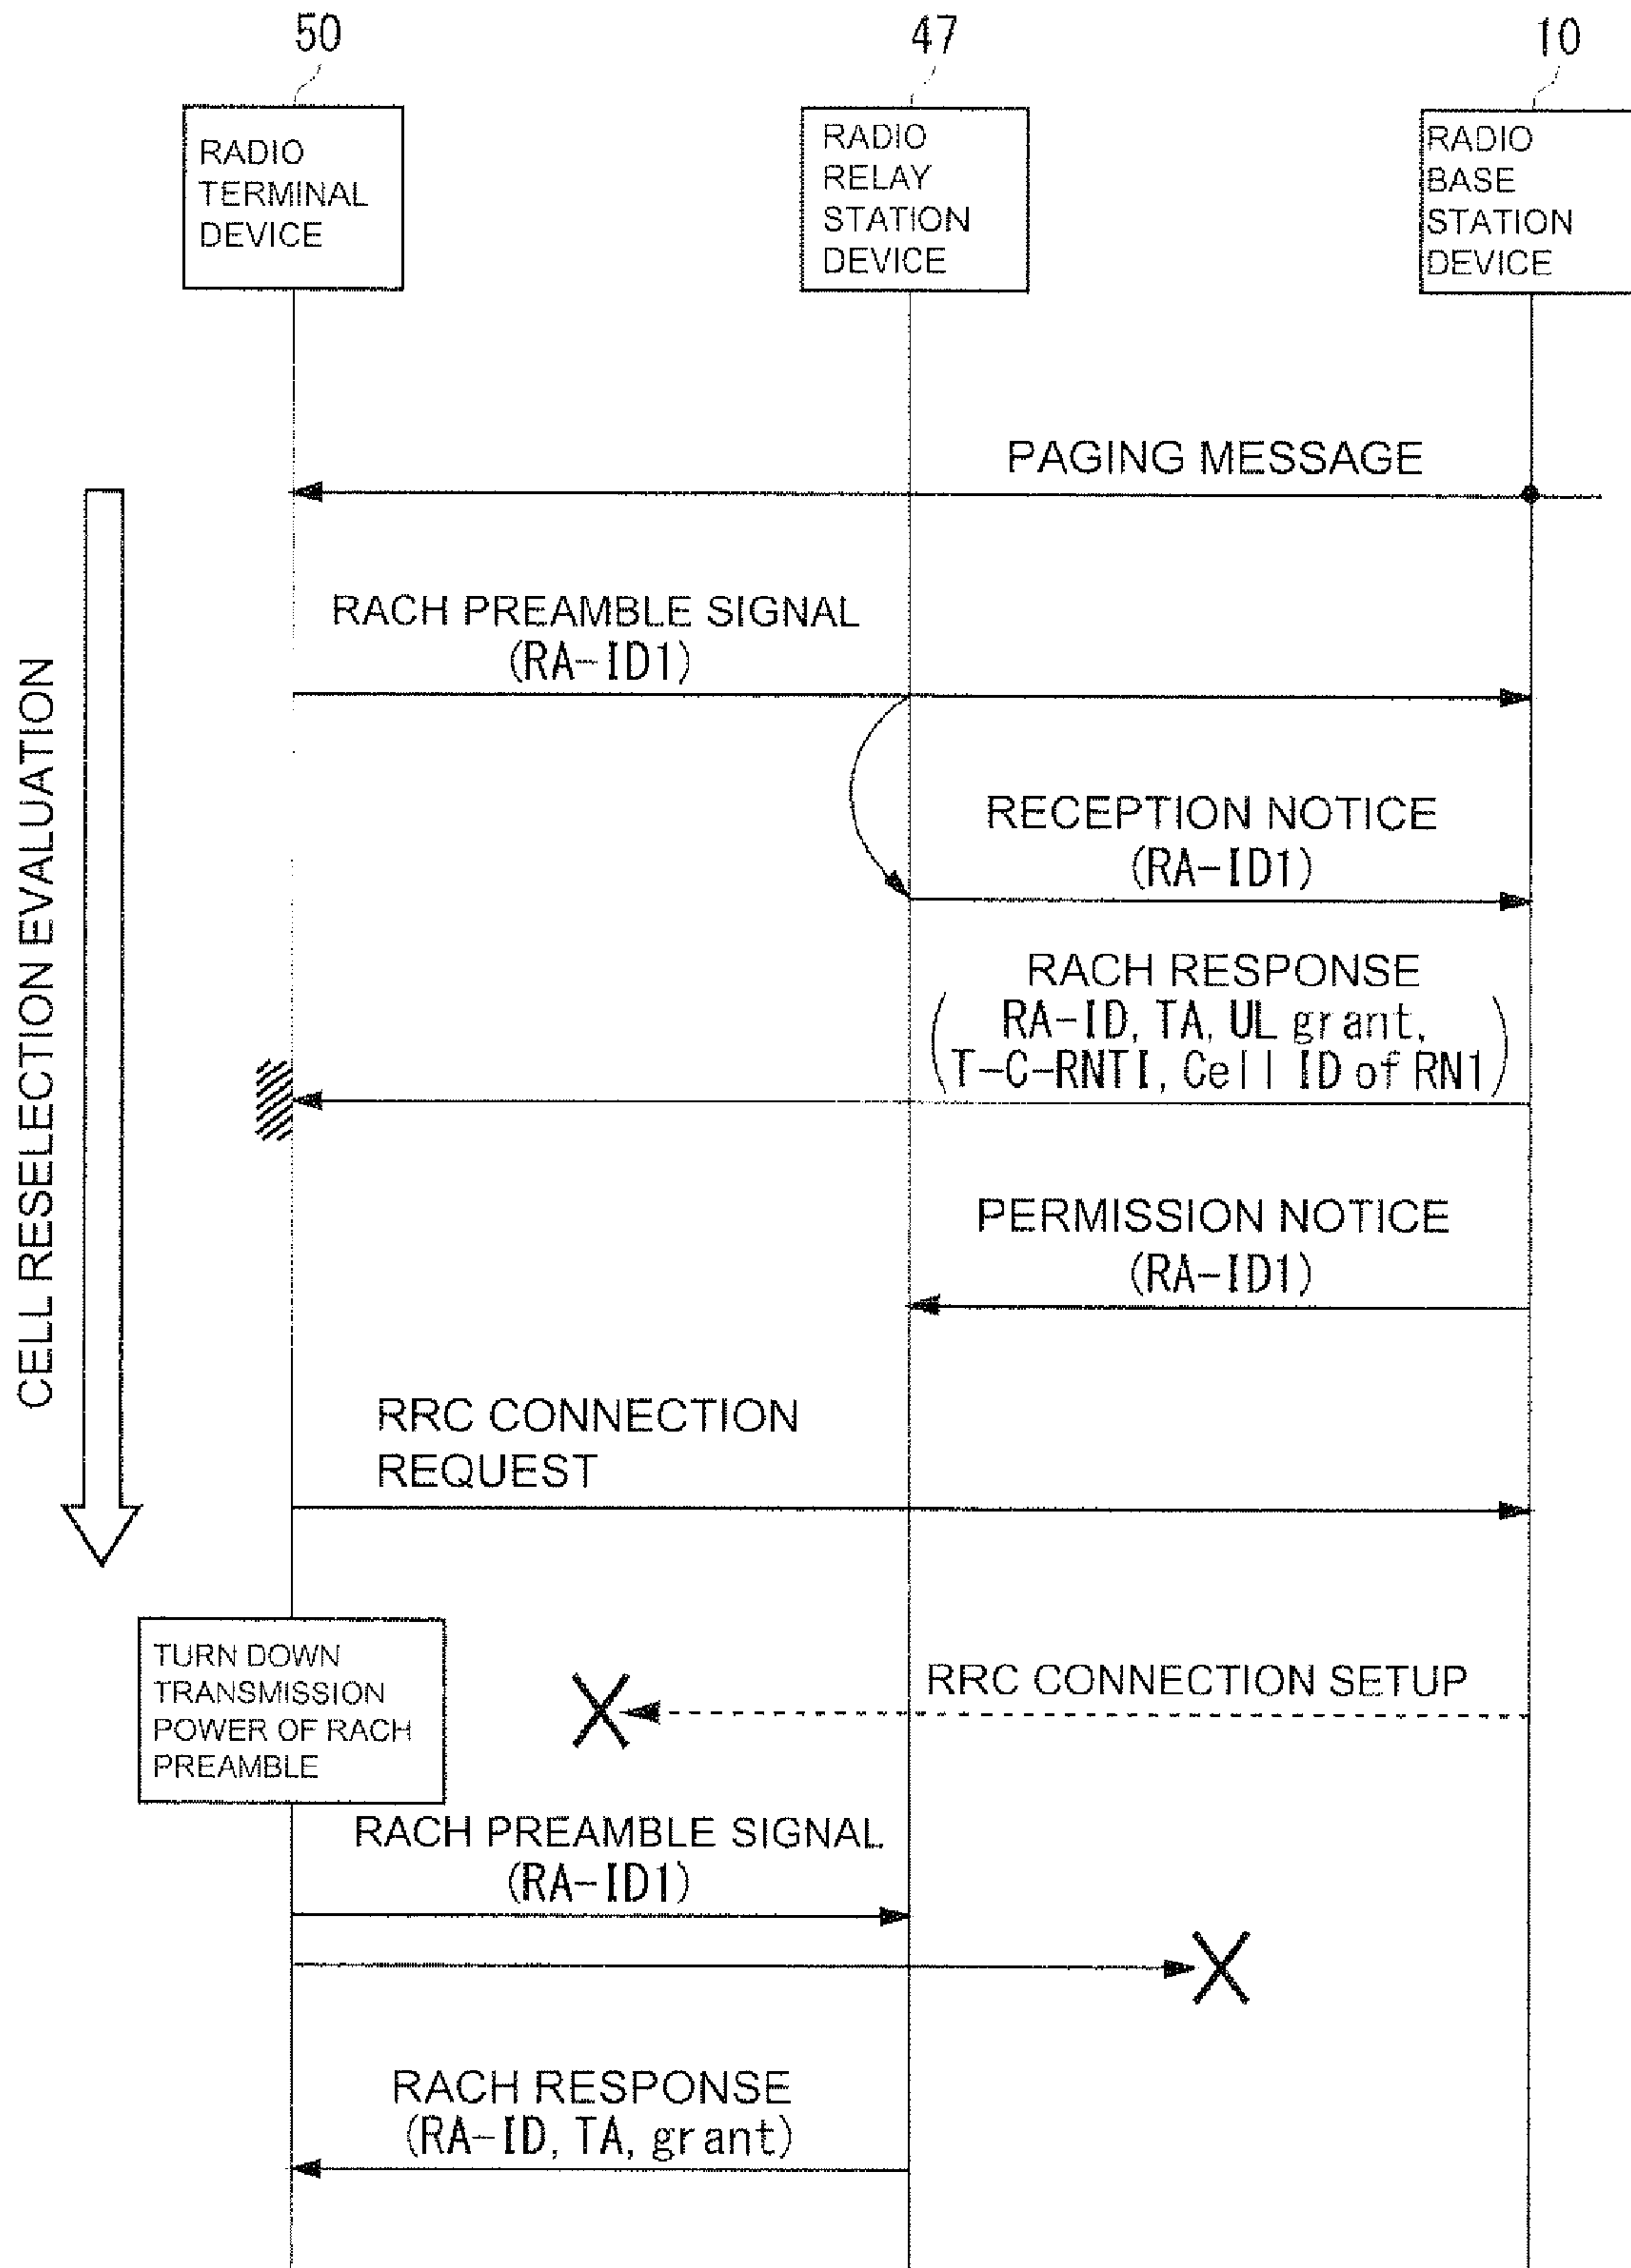 50
47
10
RADIO
TERMINAL
DEVICE
RADIO
RELAY
STATION
DEVICE
RADIO
BASE
STATION
DEVICE
PAGING MESSAGE
RACH PREAMBLE SIGNAL
(RA-ID1)
RECEPTION NOTICE
(RA-ID1)
RACH RESPONSE
(RA-ID, TA, UL grant,
T-C-RNTI, Cell ID of RN1)
CELL RESELECTION EVALUATION
PERMISSION NOTICE
(RA-ID1)
RRC CONNECTION
REQUEST
TURN DOWN
TRANSMISSION
POWER OF RACH
PREAMBLE
RRC CONNECTION SETUP
RACH PREAMBLE SIGNAL
(RA-ID1)
RACH RESPONSE
(RA-ID, TA, grant)